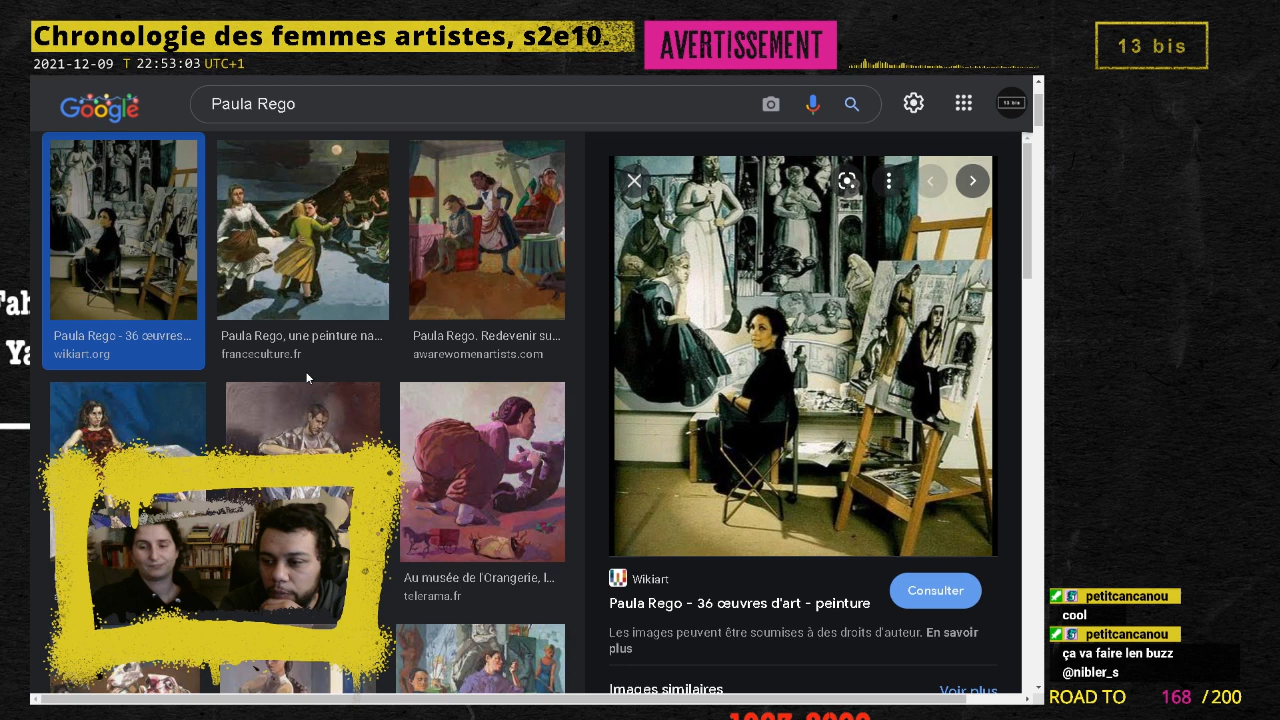 Chronologie des femmes artistes, s2e10.
AVERTISSEMENT
13 bis
2021-12-09 T 22:53:03 UTC+1
Google
Paula Rego
13 bis
Paula Rego - 36 œuvres...
wikiart.org
Paula Rego, une peinture na...
franceculture.fr
Paula Rego. Redevenir su...
awarewomenartists.com
Au musée de l'Orangerie, l...
telerama.fr
Wikiart
Paula Rego - 36 œuvres d'art - peinture
Consulter
Les images peuvent être soumises à des droits d'auteur. En savoir
plus
Images similaires
Voir plus
petitcancanou
cool
petitcancanou
ça va faire len buzz
@nibler_s
ROAD TO 168 / 200